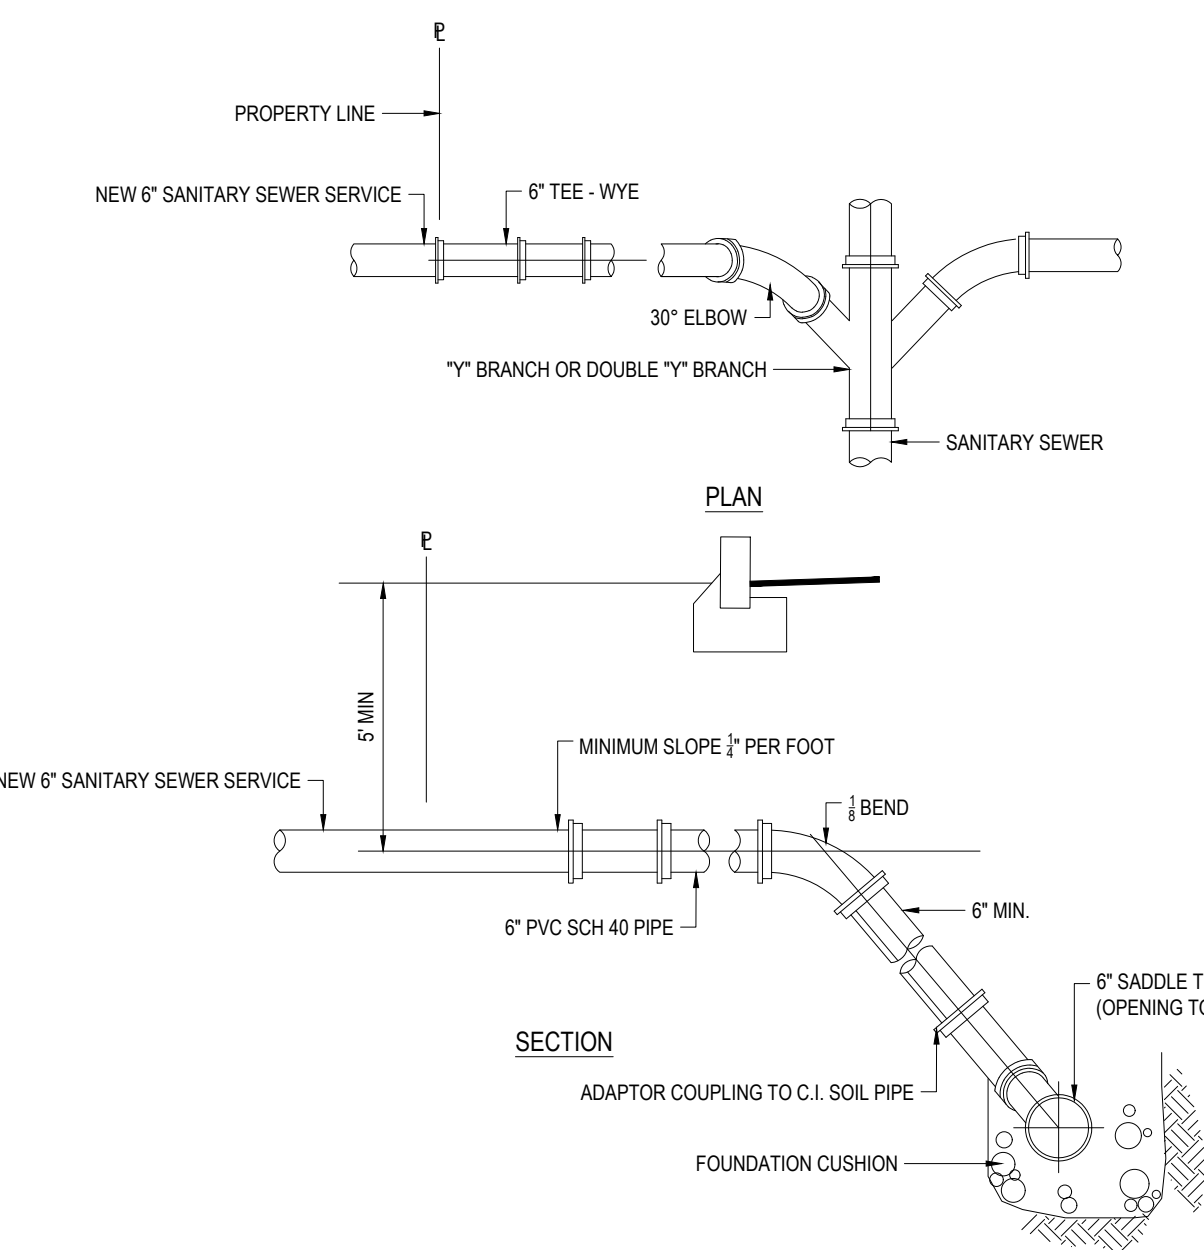 PL
PROPERTY LINE
NEW 6" SANITARY SEWER SERVICE
6" TEE - WYE
30° ELBOW
"Y" BRANCH OR DOUBLE "Y" BRANCH
SANITARY SEWER
PLAN
PL
5' MIN
MINIMUM SLOPE 1/4" PER FOOT
NEW 6" SANITARY SEWER SERVICE
1/8 BEND
6" PVC SCH 40 PIPE
6" MIN.
6" SADDLE T
(OPENING TO
SECTION
ADAPTOR COUPLING TO C.I. SOIL PIPE
FOUNDATION CUSHION